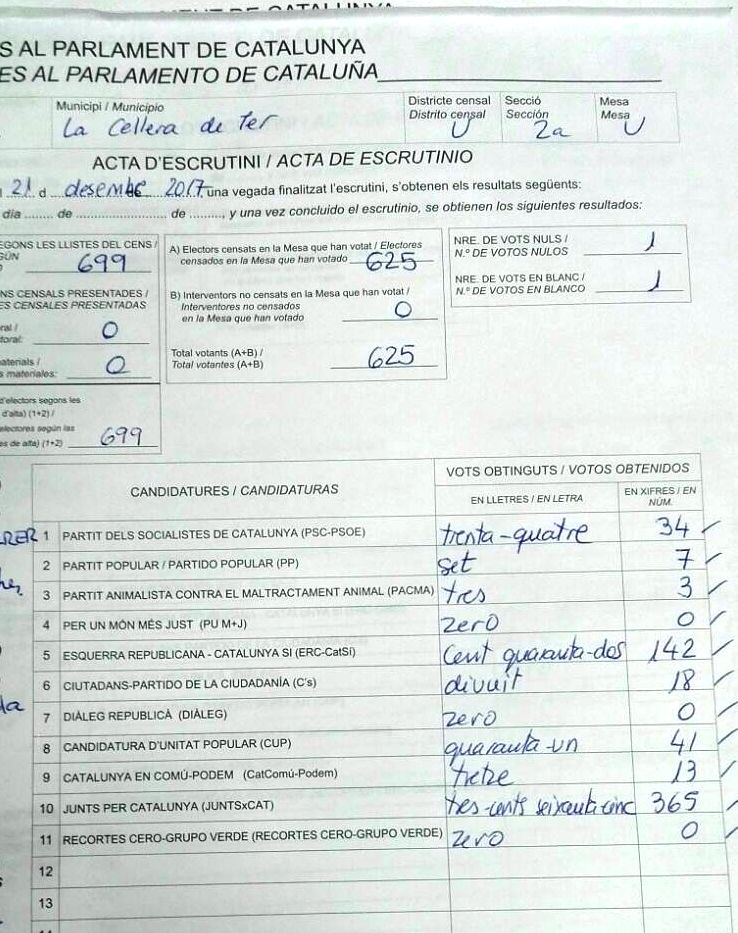 S AL PARLAMENT DE CATALUNYA
ES AL PARLAMENTO DE CATALUÑA
Municipi / Municipio
La Cellera de Ter
Districte censal
Distrito censal
U
Secció
Sección
2a
Mesa
Mesa
U
ACTA D'ESCRUTINI / ACTA DE ESCRUTINIO
21 d desembre 2017, una vegada finalitzat l'escrutini, s'obtenen els resultats següents:
día ........ de ........................ de ........., y una vez concluido el escrutinio, se obtienen los siguientes resultados:
EGONS LES LLISTES DEL CENS /
GÚN
699
NS CENSALS PRESENTADES /
ES CENSALES PRESENTADAS
ral /
toral:
0
aterials /
s materiales:
0
d'electors segons les
d'alta) (1+2) /
electores según las
es de alta) (1+2)
699
A) Electors censats en la Mesa que han votat / Electores
censados en la Mesa que han votado
625
B) Interventors no censats en la Mesa que han votat /
Interventores no censados
en la Mesa que han votado
0
Total votants (A+B) /
Total votantes (A+B)
625
NRE. DE VOTS NULS /
N.º DE VOTOS NULOS
1
NRE. DE VOTS EN BLANC /
N.º DE VOTOS EN BLANCO
1
CANDIDATURES / CANDIDATURAS
VOTS OBTINGUTS / VOTOS OBTENIDOS
EN LLETRES / EN LETRA
EN XIFRES / EN
NÚM.
1 PARTIT DELS SOCIALISTES DE CATALUNYA (PSC-PSOE) trenta-quatre 34
2 PARTIT POPULAR / PARTIDO POPULAR (PP) set 7
3 PARTIT ANIMALISTA CONTRA EL MALTRACTAMENT ANIMAL (PACMA) tres 3
4 PER UN MÓN MÉS JUST (PU M+J) zero 0
5 ESQUERRA REPUBLICANA - CATALUNYA SI (ERC-CatSí) Cent quaranta-dos 142
6 CIUTADANS-PARTIDO DE LA CIUDADANÍA (C's) divuit 18
7 DIÀLEG REPUBLICÀ (DIÀLEG) zero 0
8 CANDIDATURA D'UNITAT POPULAR (CUP) quaranta-un 41
9 CATALUNYA EN COMÚ-PODEM (CatComú-Podem) tretze 13
10 JUNTS PER CATALUNYA (JUNTSxCAT) tres-cents seixanta-cinc 365
11 RECORTES CERO-GRUPO VERDE (RECORTES CERO-GRUPO VERDE) zero 0
12
13